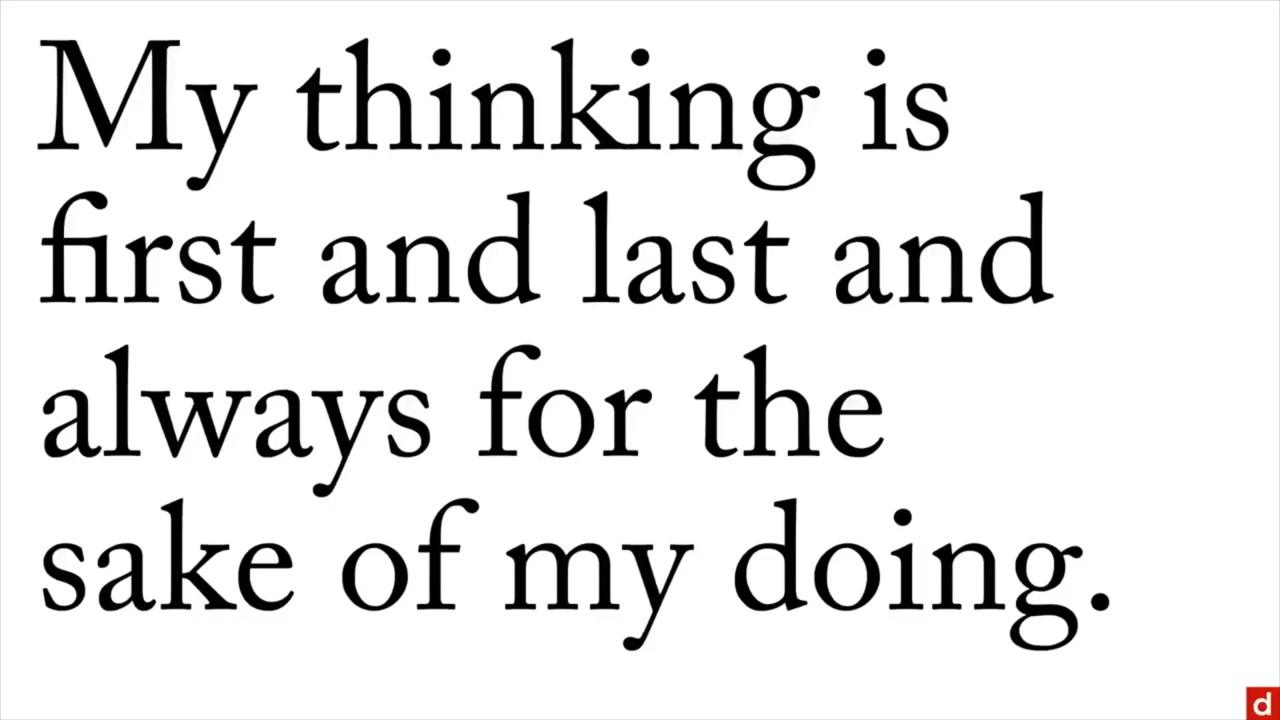 My thinking is
first and last and
always for the
sake of my doing.
d